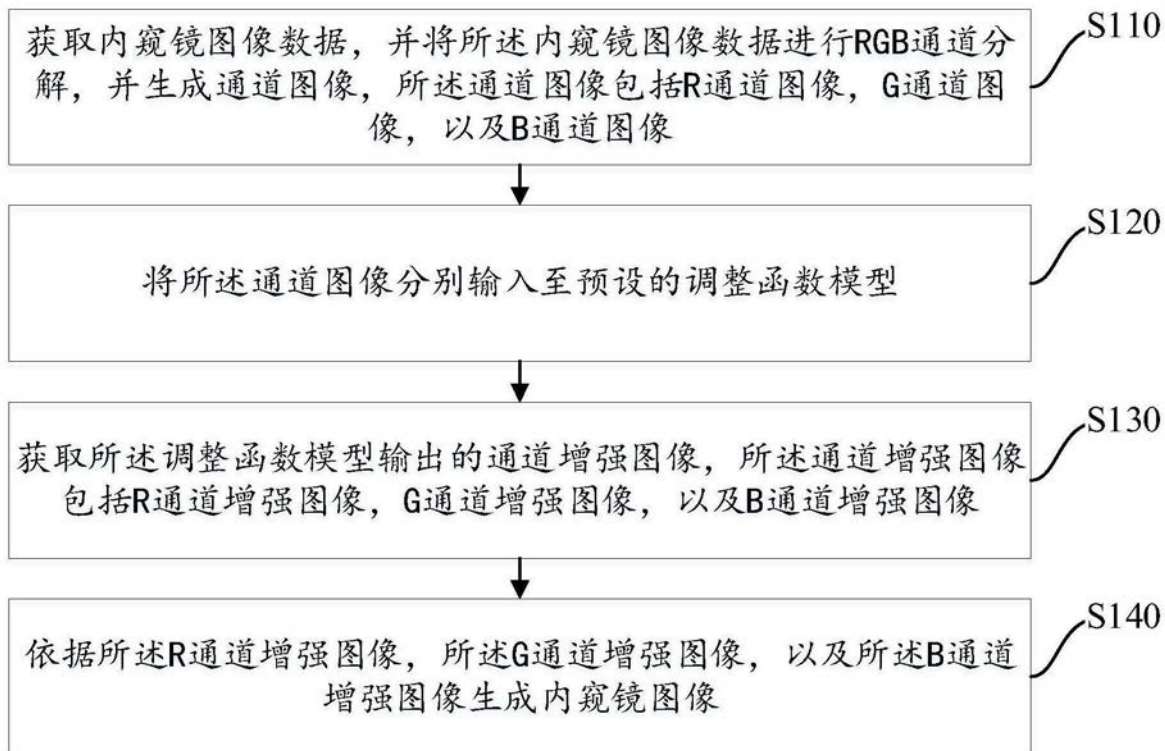 获取内窥镜图像数据，并将所述内窥镜图像数据进行RGB通道分
解，并生成通道图像，所述通道图像包括R通道图像，G通道图
像，以及B通道图像
S110
将所述通道图像分别输入至预设的调整函数模型
S120
获取所述调整函数模型输出的通道增强图像，所述通道增强图像
包括R通道增强图像，G通道增强图像，以及B通道增强图像
S130
依据所述R通道增强图像，所述G通道增强图像，以及所述B通道
增强图像生成内窥镜图像
S140